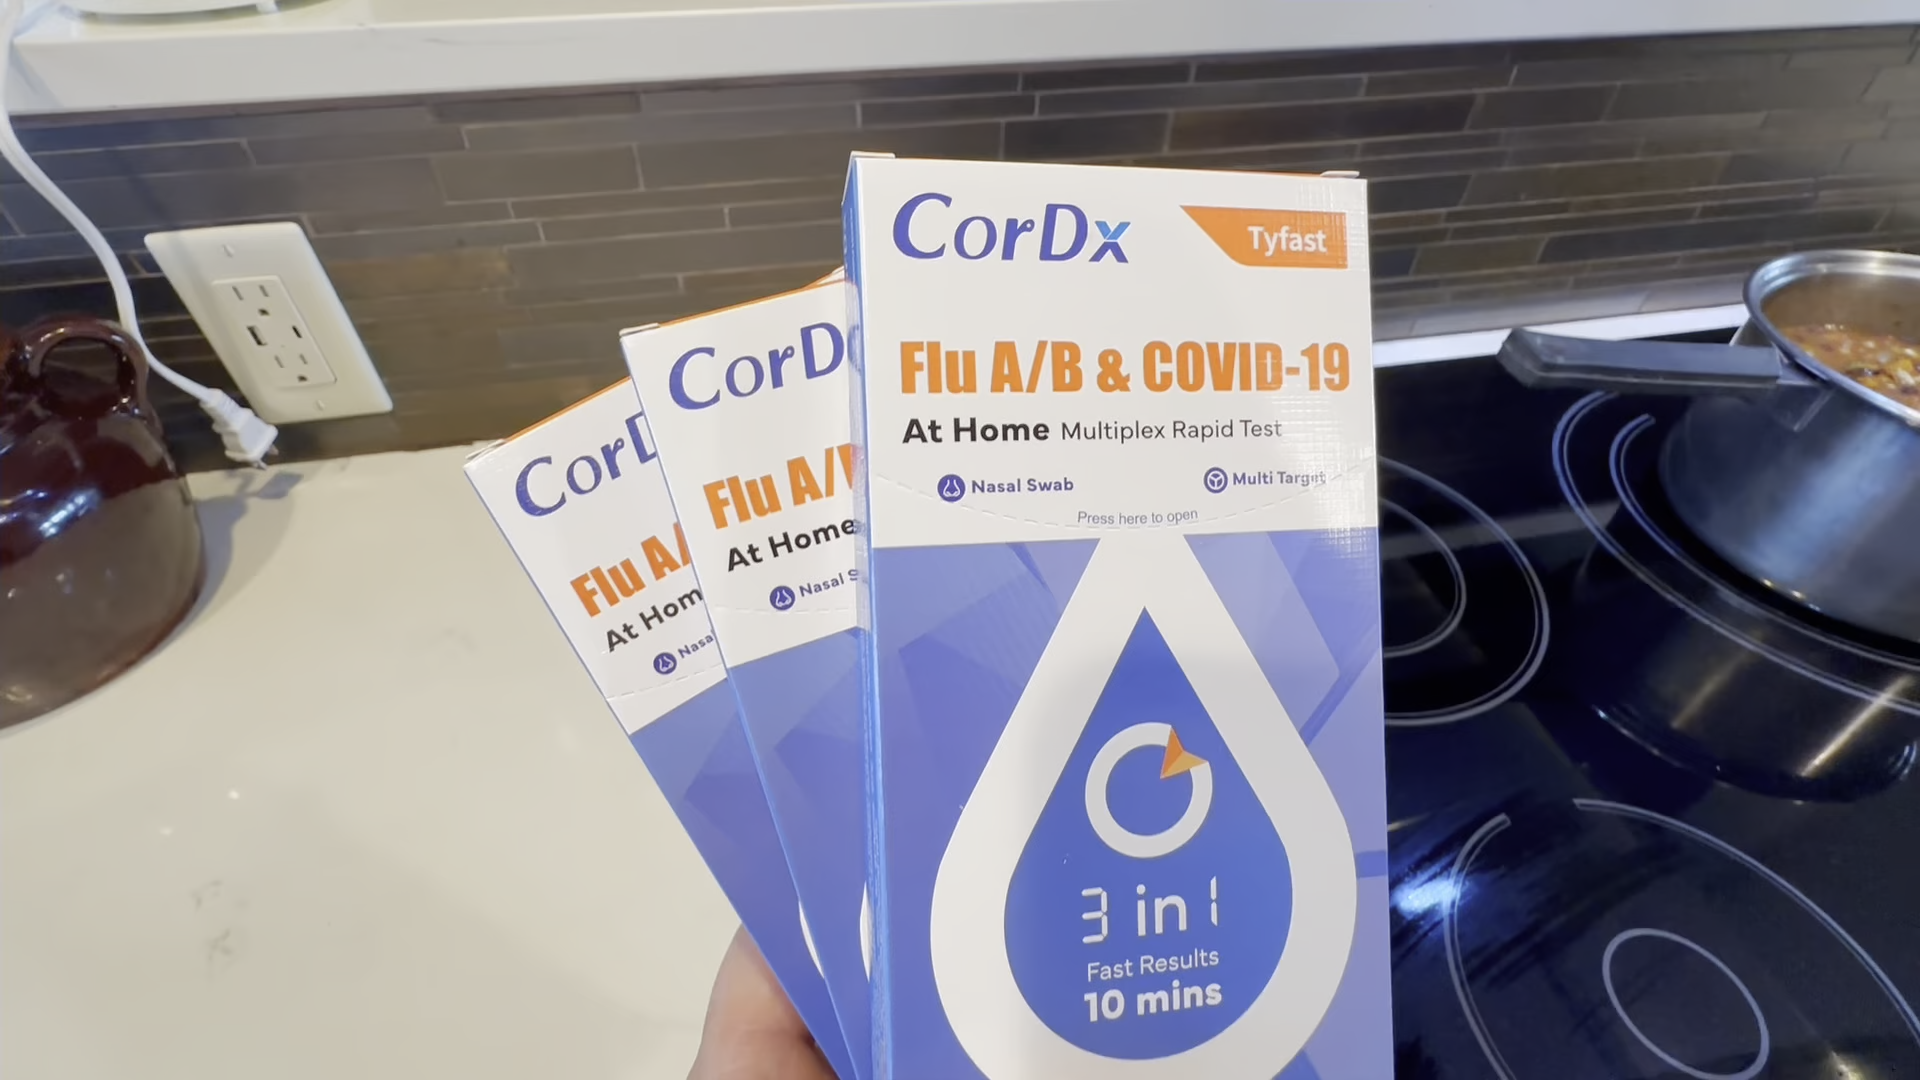 CorDx
Tyfast
Flu A/B & COVID-19
At Home Multiplex Rapid Test
Nasal Swab
Multi Target
Press here to open
3 in 1
Fast Results
10 mins
CorD
Flu A/
At Home
Nasal S
CorD
Flu A/
At Hom
Nasa